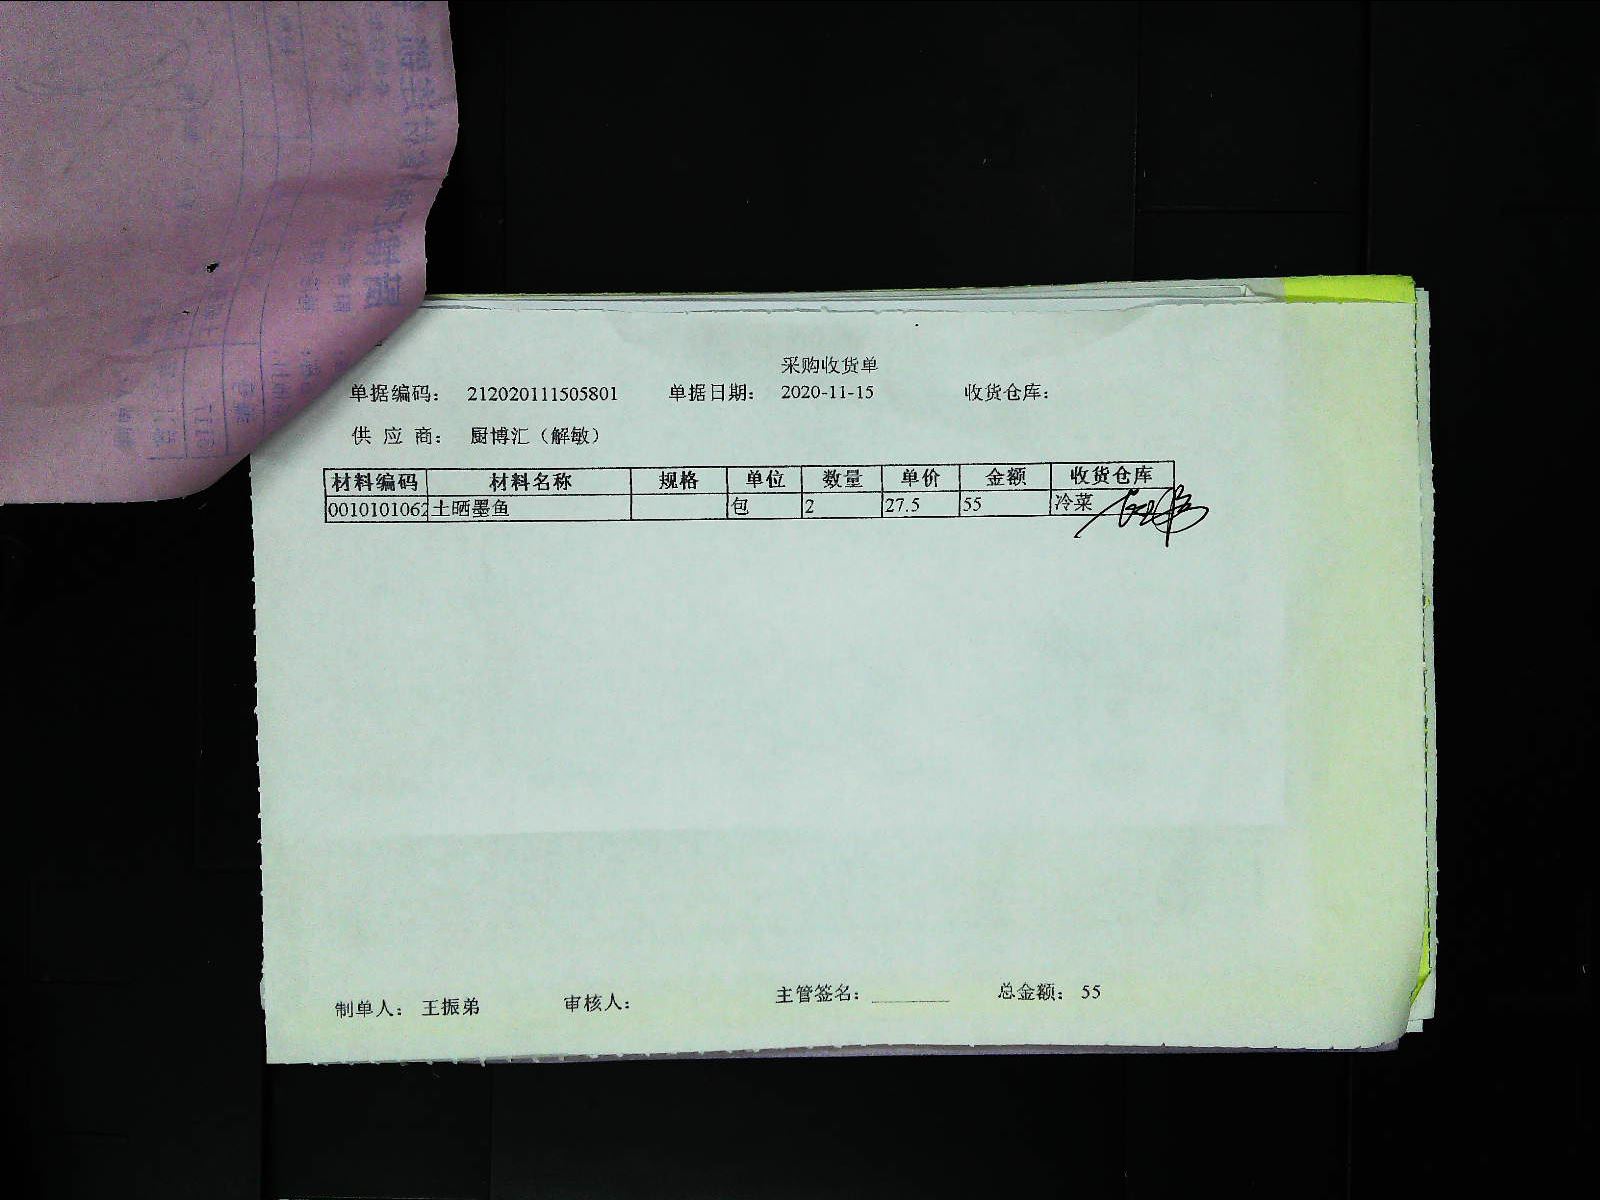 采购收货单
单据编码： 212020111505801 单据日期： 2020-11-15 收货仓库：
供 应 商： 厨博汇（解敏）
材料编码 材料名称 规格 单位 数量 单价 金额 收货仓库
0010101062 土晒墨鱼 包 2 27.5 55 冷菜
制单人： 王振弟 审核人： 主管签名： ________ 总金额： 55